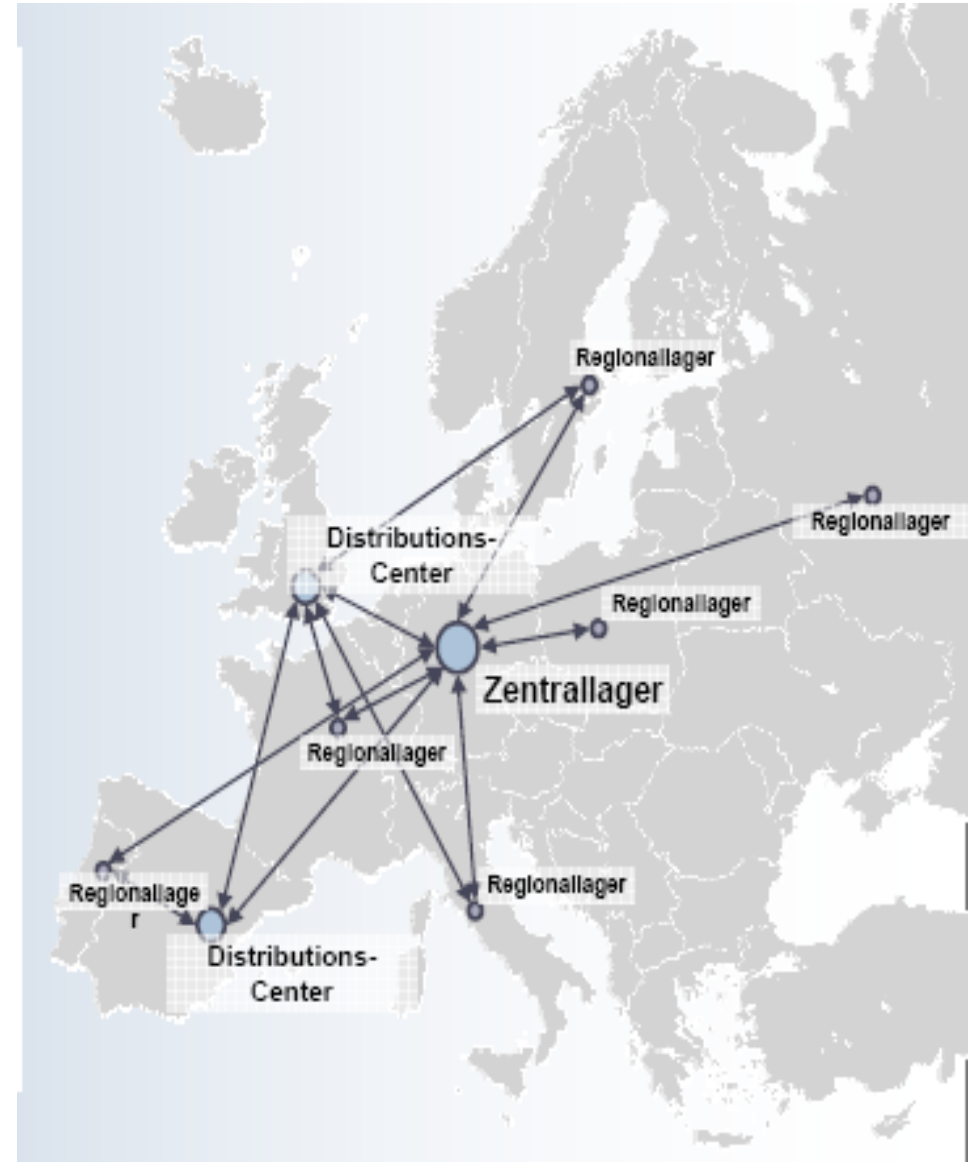 Regionallager
Regionallager
Distributions-
Center
Regionallager
Zentrallager
Regionallager
Regionallager
Regionallage
r
Distributions-
Center